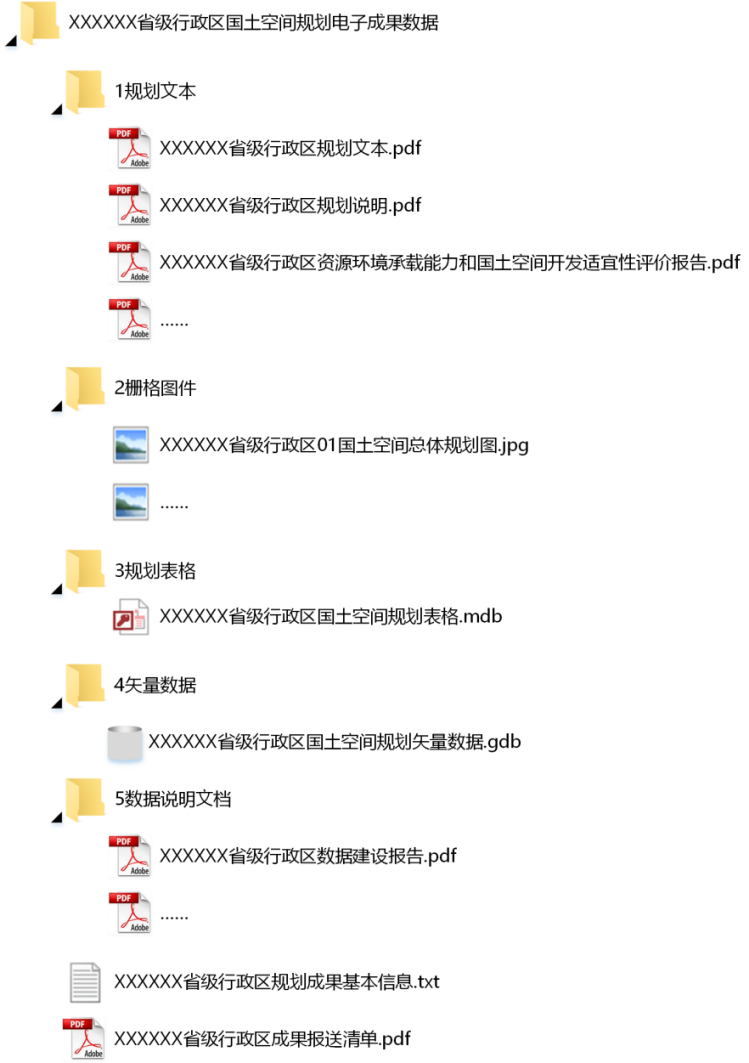 XXXXXX省级行政区国土空间规划电子成果数据
1规划文本
PDF Adobe XXXXXX省级行政区规划文本.pdf
PDF Adobe XXXXXX省级行政区规划说明.pdf
PDF Adobe XXXXXX省级行政区资源环境承载能力和国土空间开发适宜性评价报告.pdf
PDF Adobe ......
2栅格图件
XXXXXX省级行政区01国土空间总体规划图.jpg
......
3规划表格
XXXXXX省级行政区国土空间规划表格.mdb
4矢量数据
XXXXXX省级行政区国土空间规划矢量数据.gdb
5数据说明文档
PDF Adobe XXXXXX省级行政区数据建设报告.pdf
PDF Adobe ......
XXXXXX省级行政区规划成果基本信息.txt
PDF Adobe XXXXXX省级行政区成果报送清单.pdf